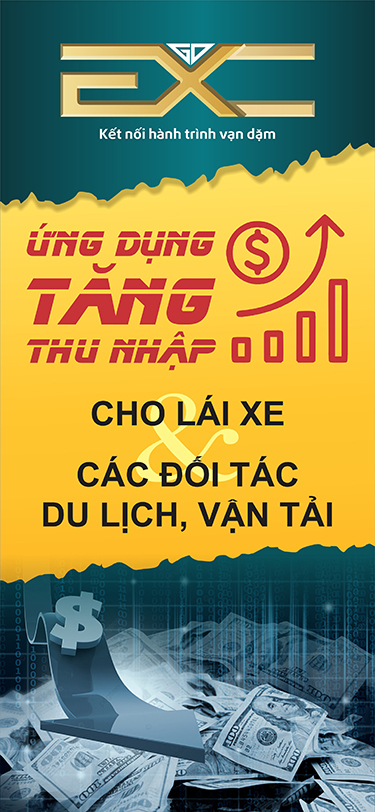 GO
EXC
Kết nối hành trình vạn dặm
ỨNG DỤNG
TĂNG
THU NHẬP
$
CHO LÁI XE
&
CÁC ĐỐI TÁC
DU LỊCH, VẬN TẢI
$